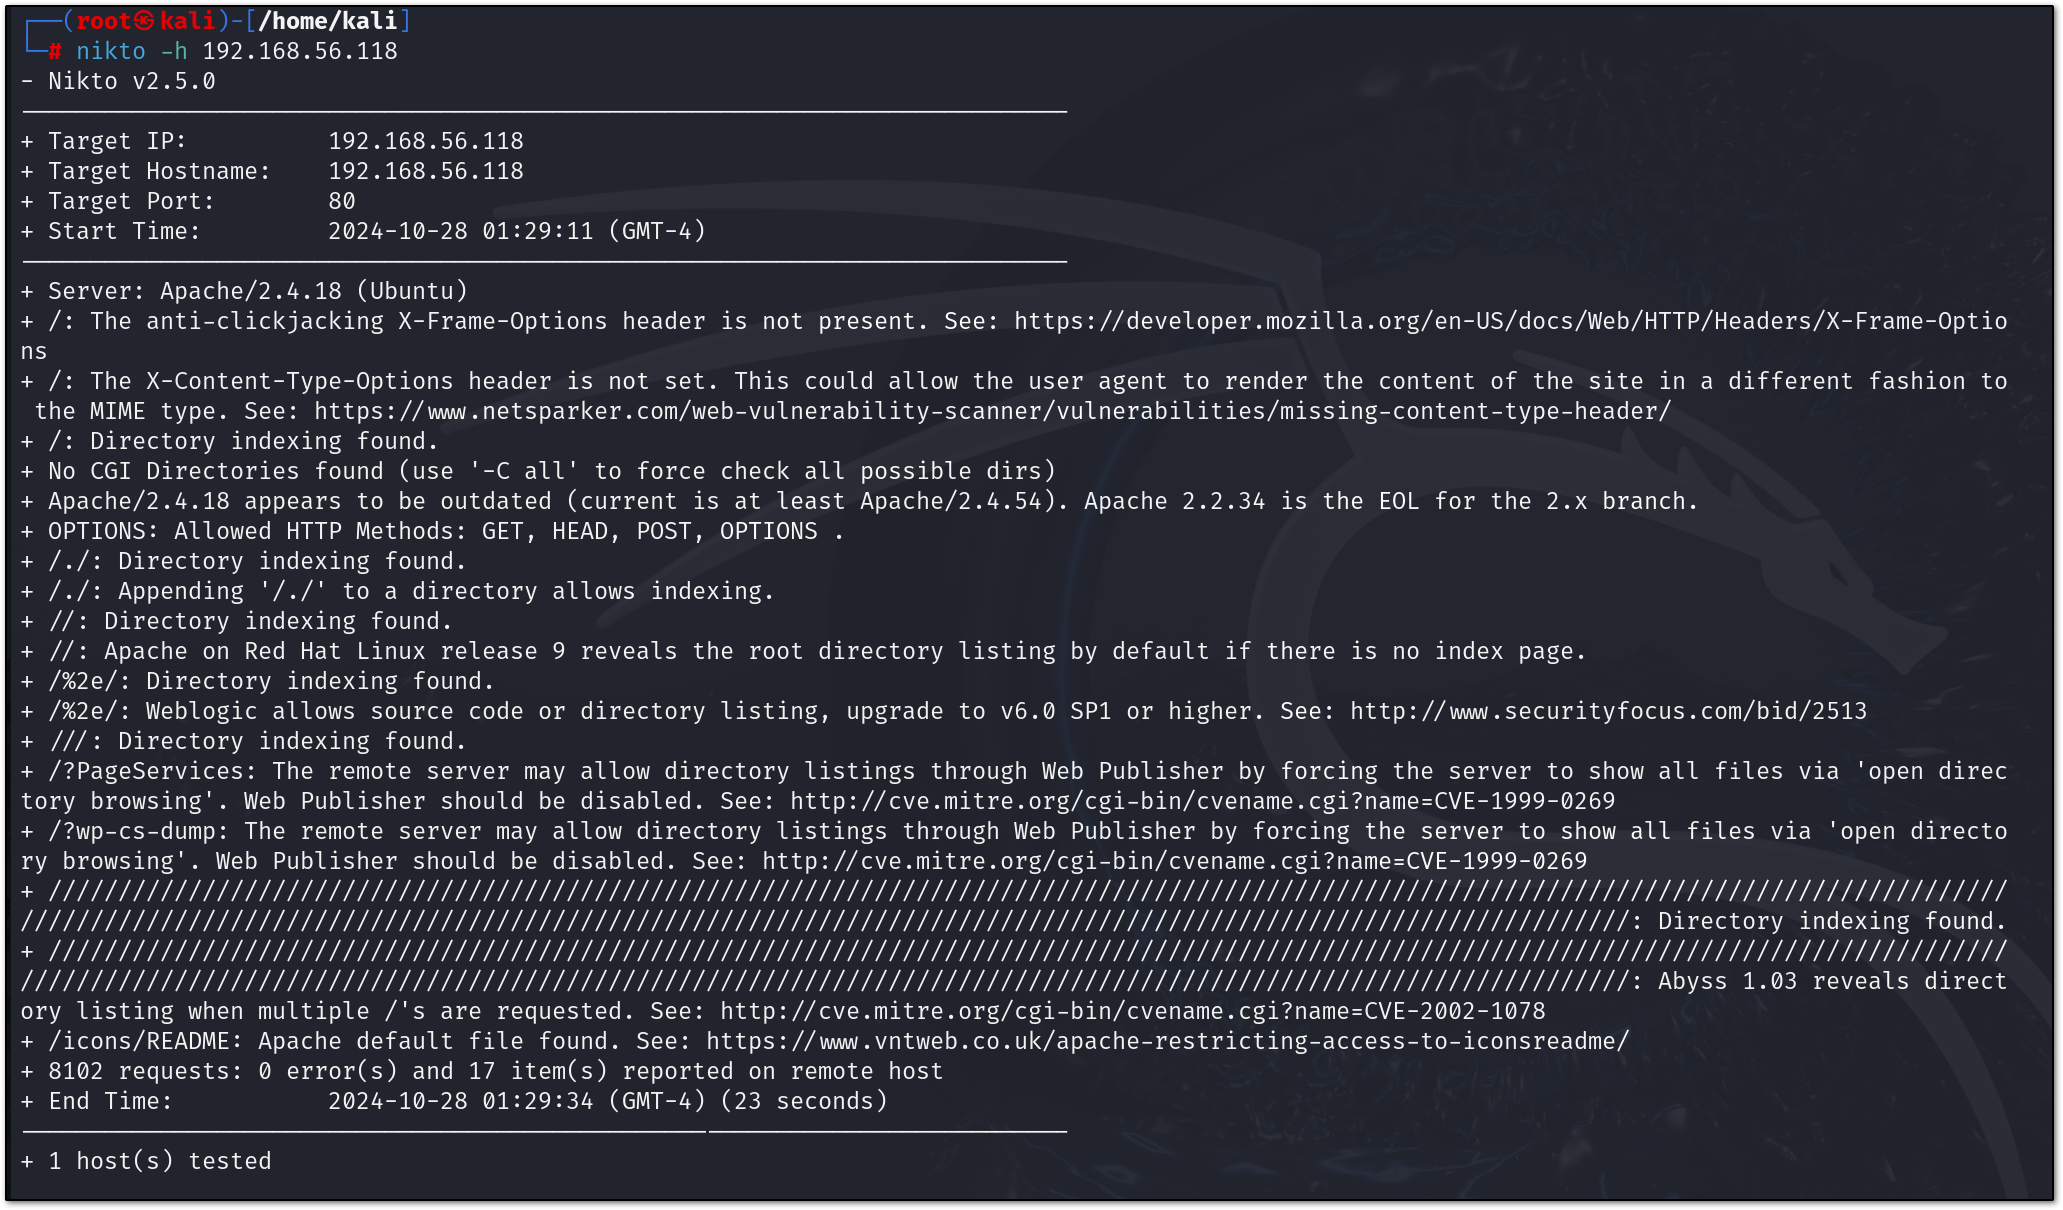 ┌──(root㉿kali)-[/home/kali]
└─# nikto -h 192.168.56.118
- Nikto v2.5.0
+ Target IP:          192.168.56.118
+ Target Hostname:    192.168.56.118
+ Target Port:        80
+ Start Time:         2024-10-28 01:29:11 (GMT-4)
+ Server: Apache/2.4.18 (Ubuntu)
+ /: The anti-clickjacking X-Frame-Options header is not present. See: https://developer.mozilla.org/en-US/docs/Web/HTTP/Headers/X-Frame-Optio
ns
+ /: The X-Content-Type-Options header is not set. This could allow the user agent to render the content of the site in a different fashion to
 the MIME type. See: https://www.netsparker.com/web-vulnerability-scanner/vulnerabilities/missing-content-type-header/
+ /: Directory indexing found.
+ No CGI Directories found (use '-C all' to force check all possible dirs)
+ Apache/2.4.18 appears to be outdated (current is at least Apache/2.4.54). Apache 2.2.34 is the EOL for the 2.x branch.
+ OPTIONS: Allowed HTTP Methods: GET, HEAD, POST, OPTIONS .
+ /./: Directory indexing found.
+ /./: Appending '/./' to a directory allows indexing.
+ //: Directory indexing found.
+ //: Apache on Red Hat Linux release 9 reveals the root directory listing by default if there is no index page.
+ /%2e/: Directory indexing found.
+ /%2e/: Weblogic allows source code or directory listing, upgrade to v6.0 SP1 or higher. See: http://www.securityfocus.com/bid/2513
+ ///: Directory indexing found.
+ /?PageServices: The remote server may allow directory listings through Web Publisher by forcing the server to show all files via 'open direc
tory browsing'. Web Publisher should be disabled. See: http://cve.mitre.org/cgi-bin/cvename.cgi?name=CVE-1999-0269
+ /?wp-cs-dump: The remote server may allow directory listings through Web Publisher by forcing the server to show all files via 'open directo
ry browsing'. Web Publisher should be disabled. See: http://cve.mitre.org/cgi-bin/cvename.cgi?name=CVE-1999-0269
+ ////////////////////////////////////////////////////////////////////////////////////////////////////////////////////////////////////////////
///////////////////////////////////////////////////////////////////////////////////////////////////////////////////: Directory indexing found.
+ ////////////////////////////////////////////////////////////////////////////////////////////////////////////////////////////////////////////
///////////////////////////////////////////////////////////////////////////////////////////////////////////////////: Abyss 1.03 reveals direct
ory listing when multiple /'s are requested. See: http://cve.mitre.org/cgi-bin/cvename.cgi?name=CVE-2002-1078
+ /icons/README: Apache default file found. See: https://www.vntweb.co.uk/apache-restricting-access-to-iconsreadme/
+ 8102 requests: 0 error(s) and 17 item(s) reported on remote host
+ End Time:           2024-10-28 01:29:34 (GMT-4) (23 seconds)
+ 1 host(s) tested